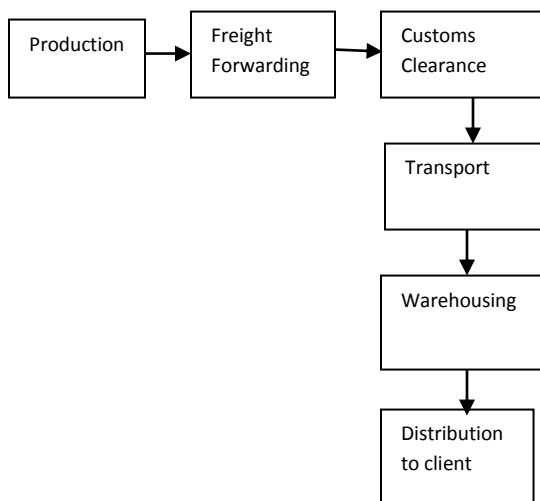 Production
Freight
Forwarding
Customs
Clearance
Transport
Warehousing
Distribution
to client